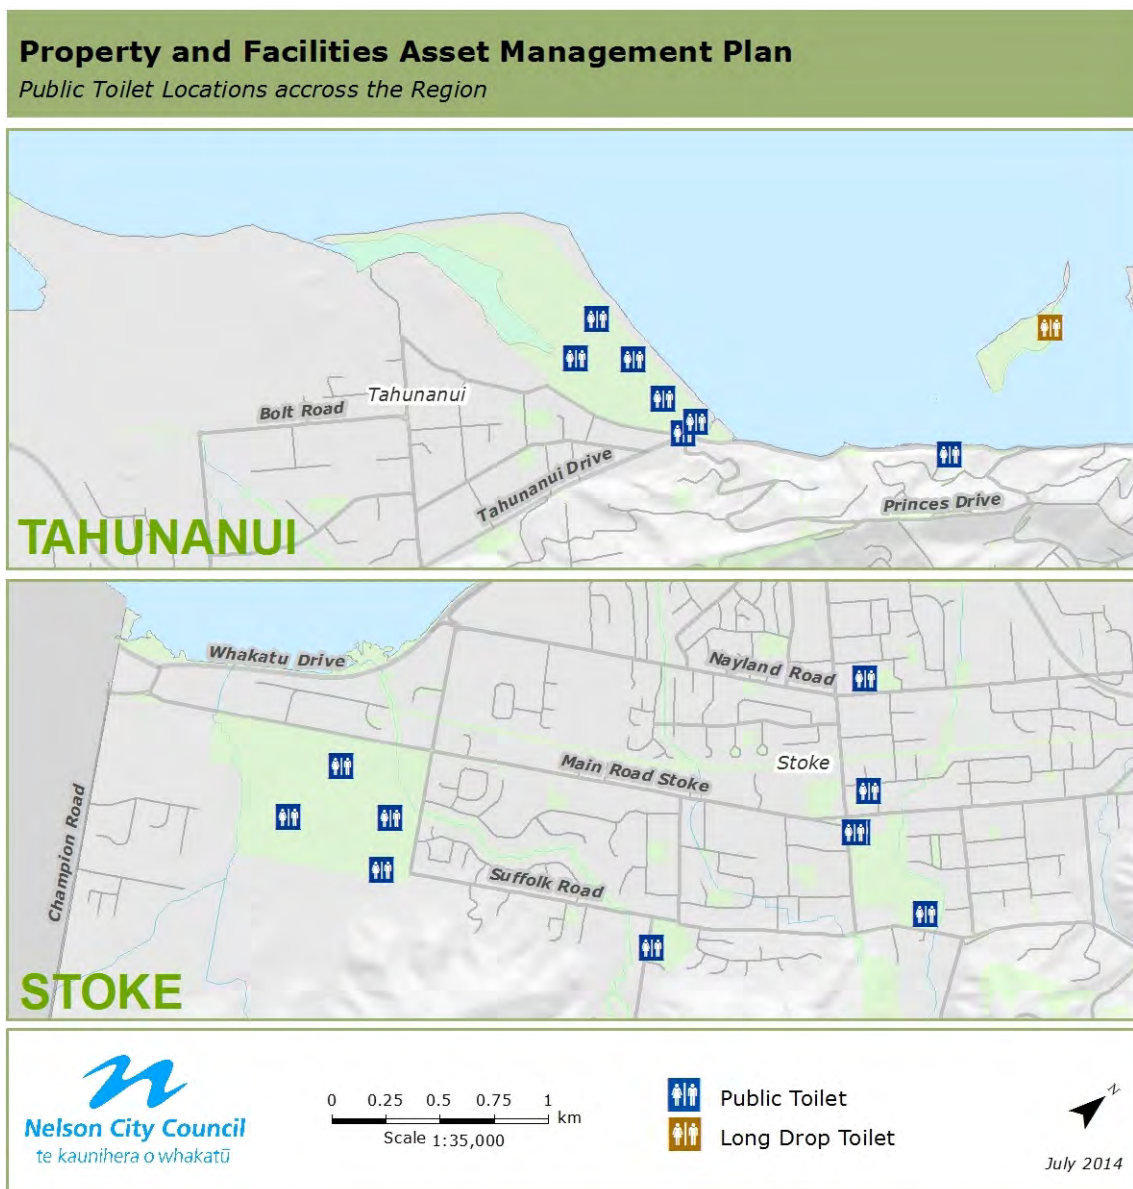 Property and Facilities Asset Management Plan
Public Toilet Locations accross the Region
Tahunanui
Bolt Road
Tahunanui Drive
Princes Drive
TAHUNANUI
Whakatu Drive
Nayland Road
Main Road Stoke
Stoke
Champion Road
Suffolk Road
STOKE
Nelson City Council
te kaunihera o whakatū
0 0.25 0.5 0.75 1
km
Scale 1:35,000
Public Toilet
Long Drop Toilet
N
July 2014